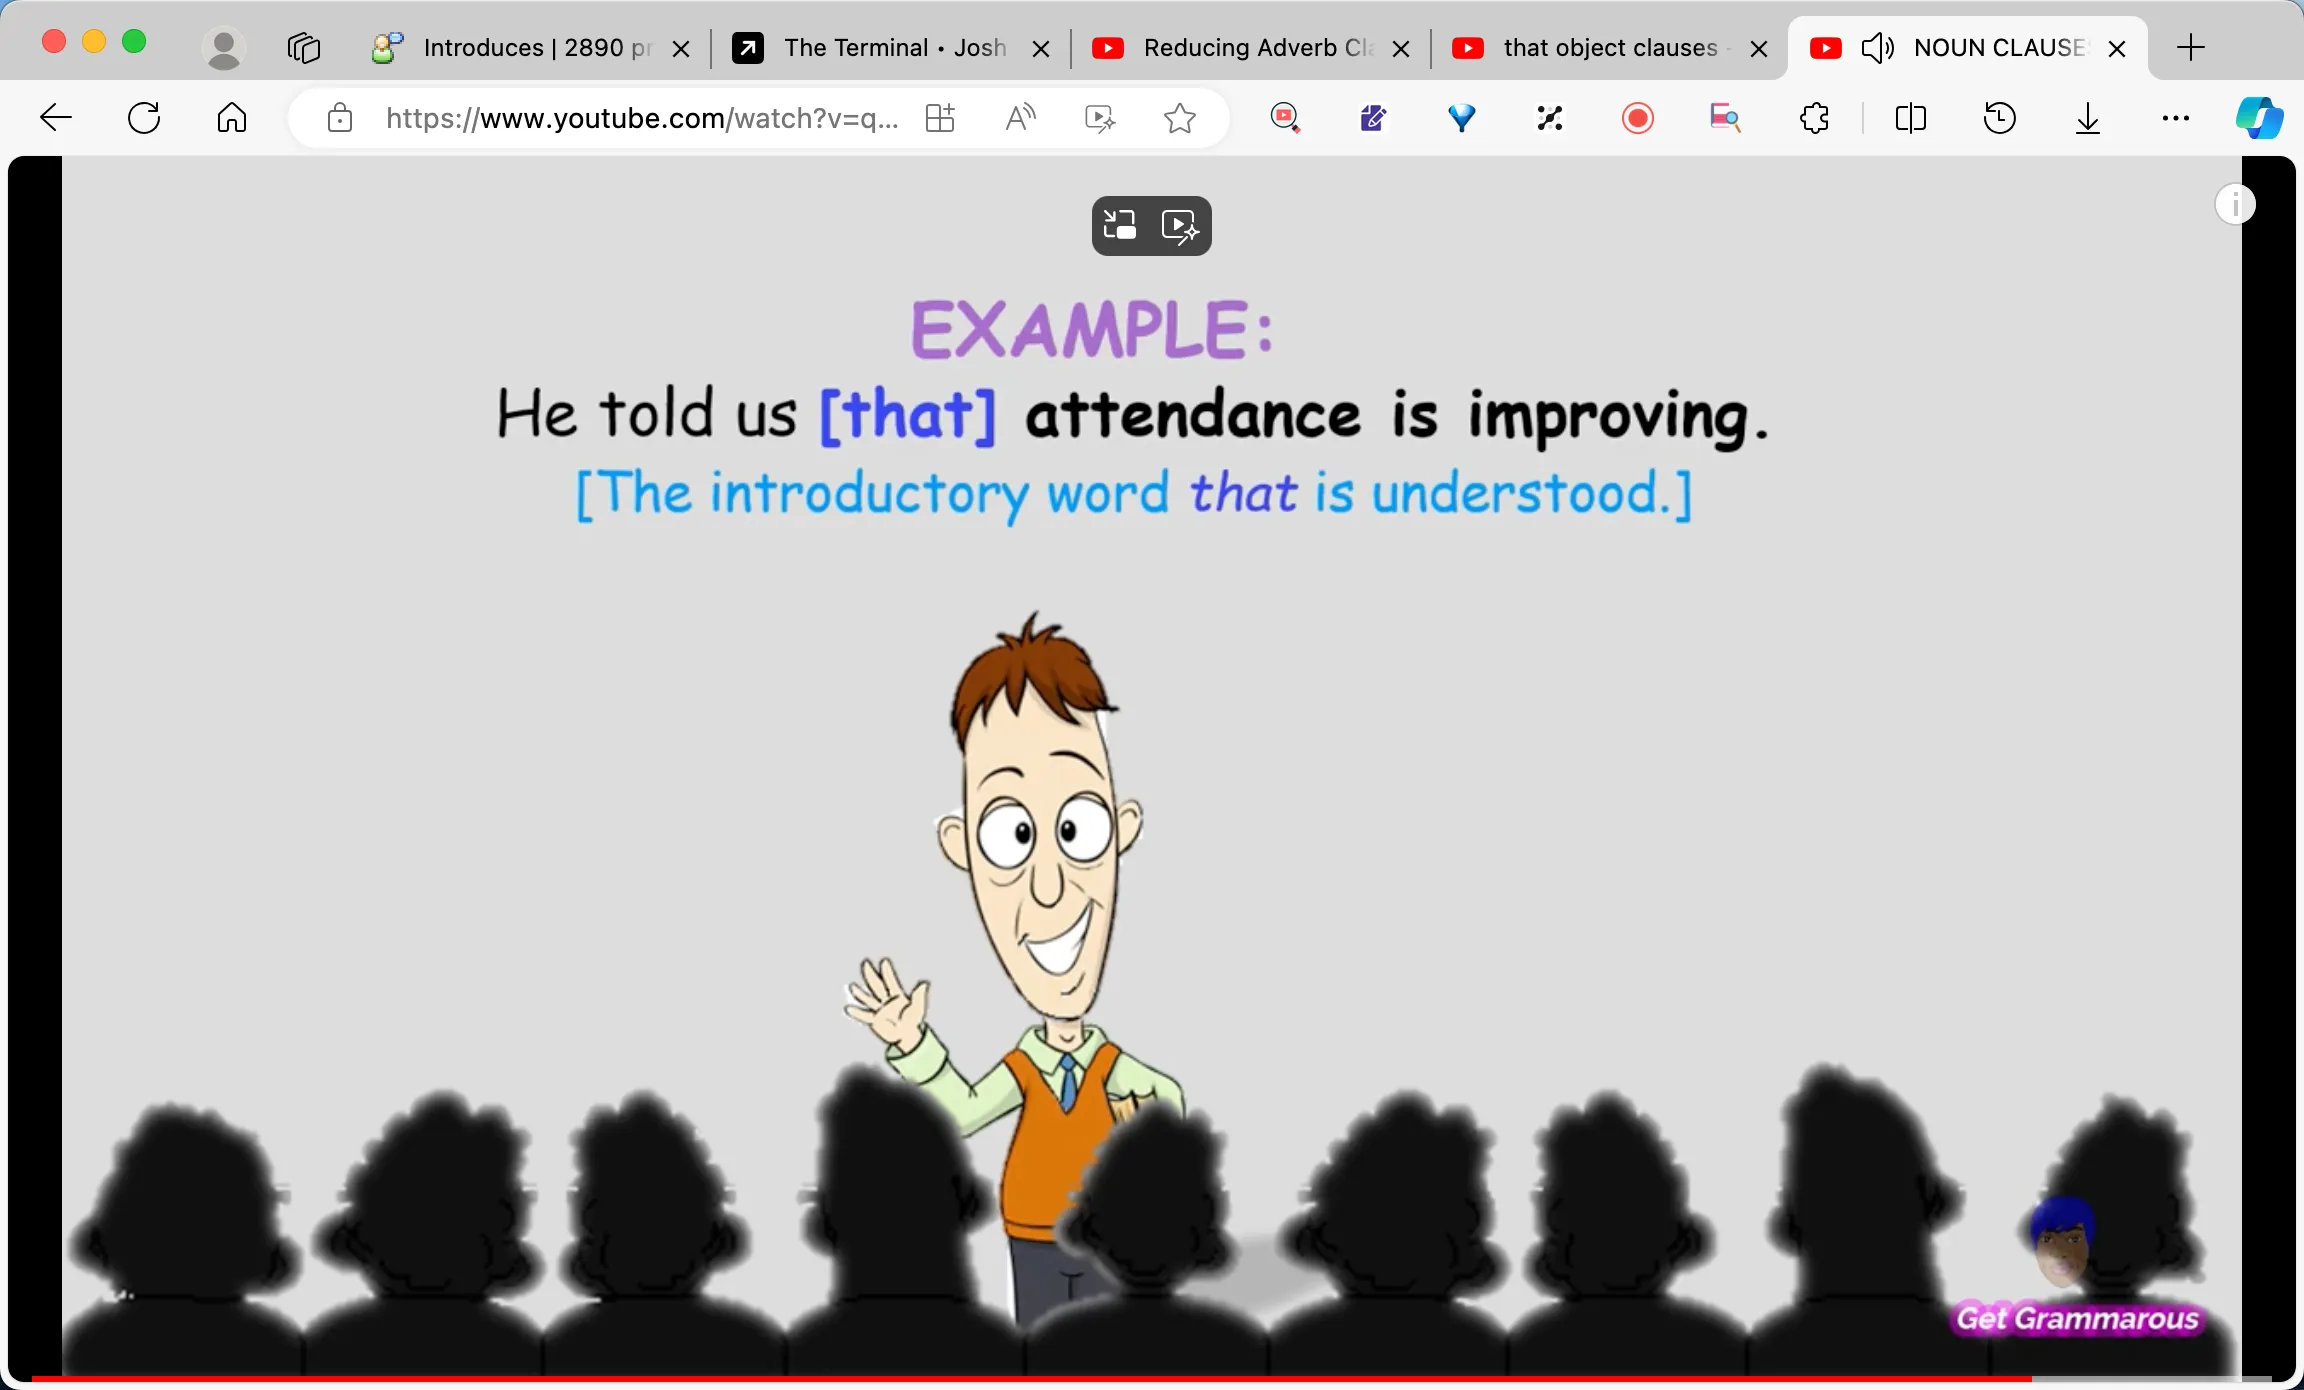 Introduces | 2890 pr
The Terminal • Josh
Reducing Adverb Cla
that object clauses -
NOUN CLAUSE
https://www.youtube.com/watch?v=q...
EXAMPLE:
He told us [that] attendance is improving.
[The introductory word that is understood.]
Get Grammarous